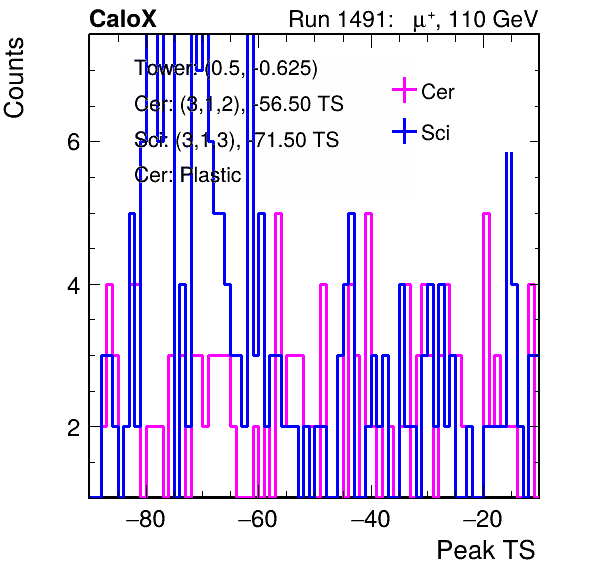 CaloX Run 1491: μ⁺, 110 GeV
Counts
Tower: (0.5, -0.625)
Cer: (3,1,2), -56.50 TS
Sci: (3,1,3), -71.50 TS
Cer: Plastic
Cer
Sci
6
4
2
−80 −60 −40 −20
Peak TS